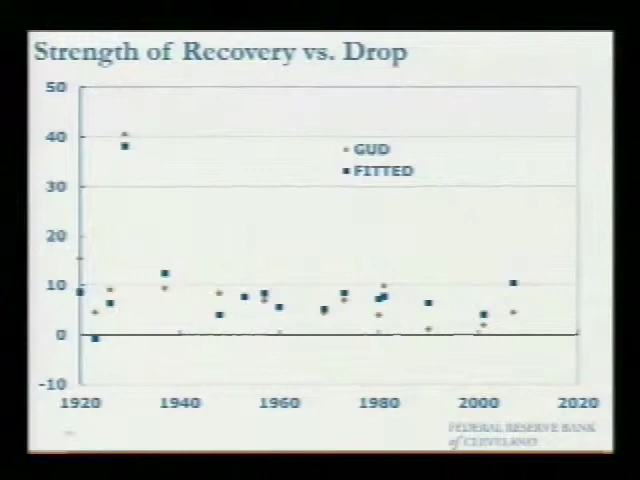 Strength of Recovery vs. Drop
50
40
30
20
10
0
-10
1920 1940 1960 1980 2000 2020
GUD
FITTED
FEDERAL RESERVE BANK
of CLEVELAND